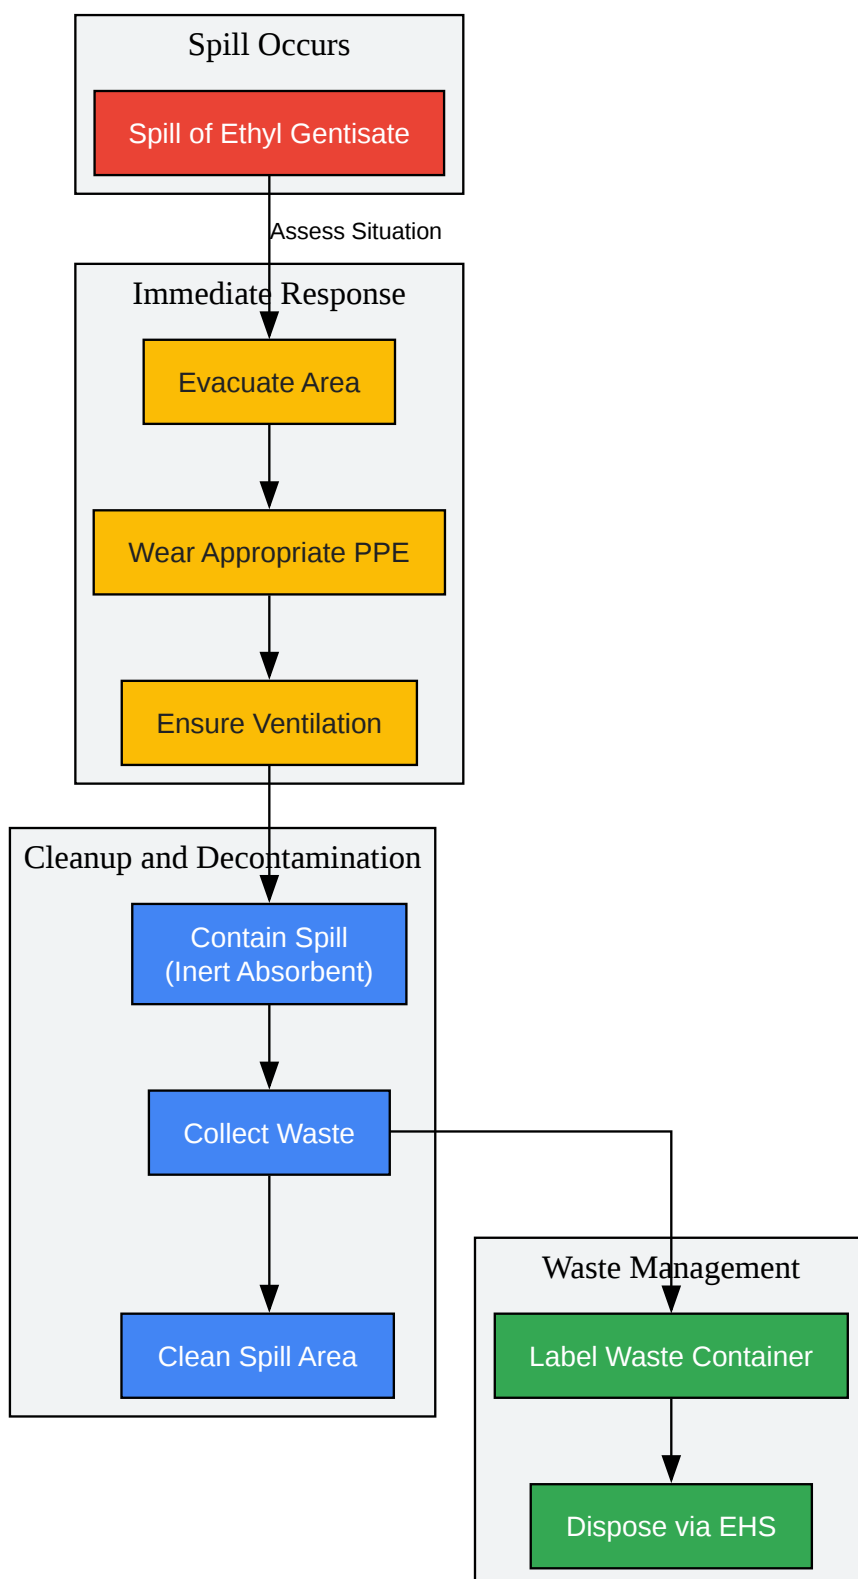 Spill Occurs
Spill of Ethyl Gentisate
Assess Situation
Immediate Response
Evacuate Area
Wear Appropriate PPE
Ensure Ventilation
Cleanup and Decontamination
Contain Spill
(Inert Absorbent)
Collect Waste
Clean Spill Area
Waste Management
Label Waste Container
Dispose via EHS